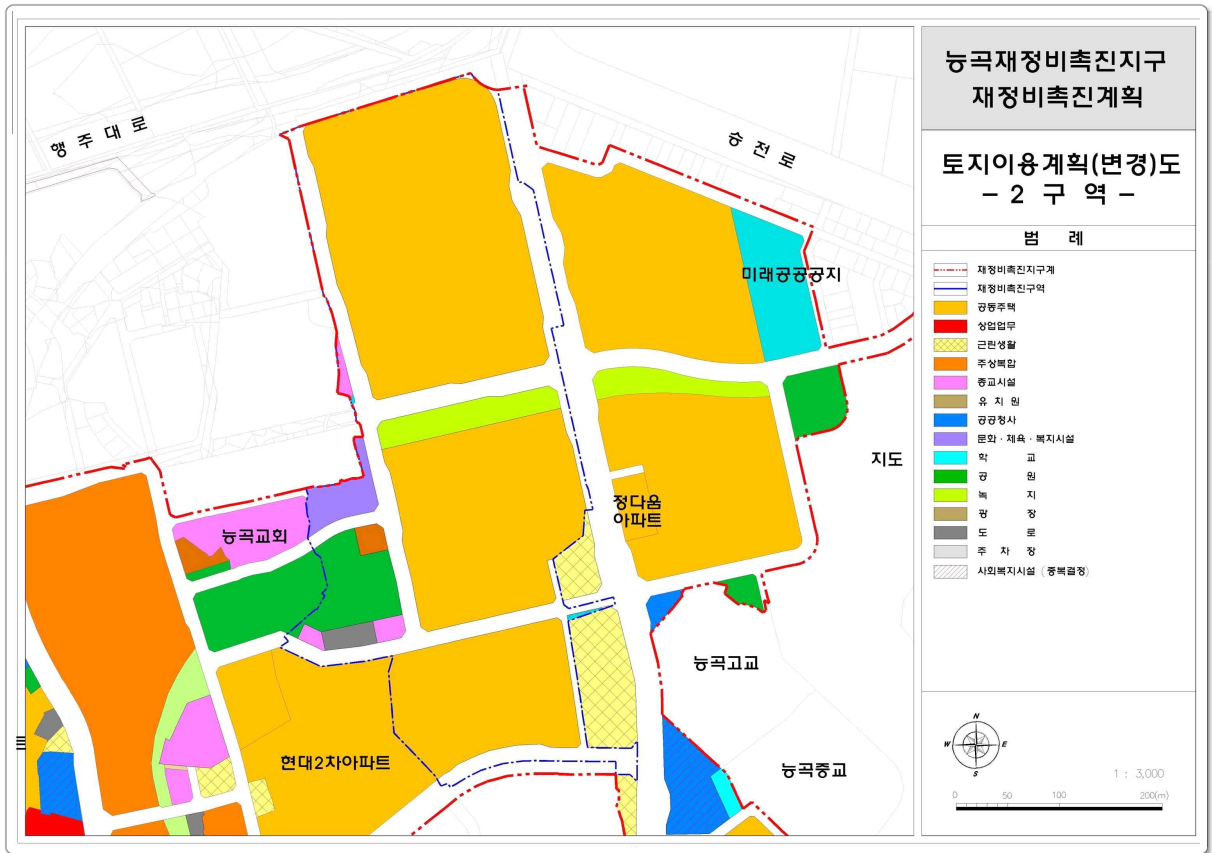 능곡재정비촉진지구
재정비촉진계획
토지이용계획(변경)도
- 2 구 역 -
범 례
재정비촉진지구계
재정비촉진구역
공동주택
상업업무
근린생활
주상복합
종교시설
유 치 원
공공청사
문화·체육·복지시설
학 교
공 원
녹 지
광 장
도 로
주 차 장
사회복지시설 (중복결정)
행 주 대 로
승 전 로
미래공공공지
지도
정다움
아파트
능곡교회
능곡고교
현대2차아파트
능곡중교
N
W E
S
1 : 3,000
0 50 100 200(m)